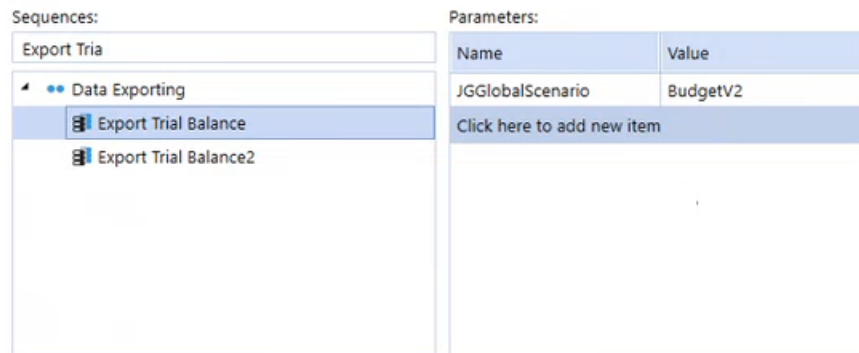 Sequences:
Export Tria
Data Exporting
Export Trial Balance
Export Trial Balance2
Parameters:
Name Value
JGGlobalScenario BudgetV2
Click here to add new item